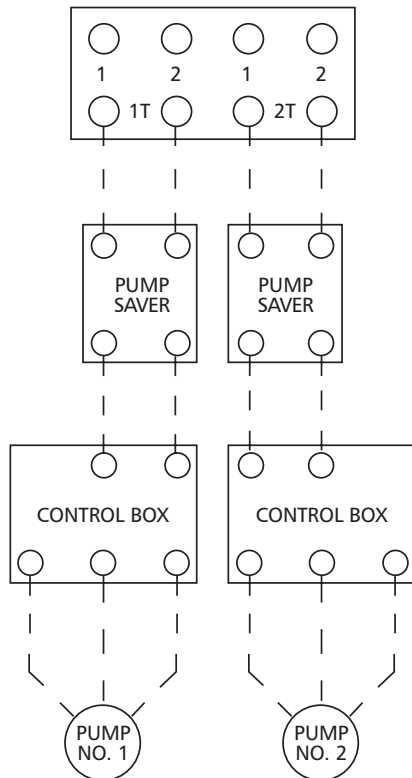 1 2 1 2
1T 2T
PUMP
SAVER
PUMP
SAVER
CONTROL BOX
CONTROL BOX
PUMP
NO. 1
PUMP
NO. 2